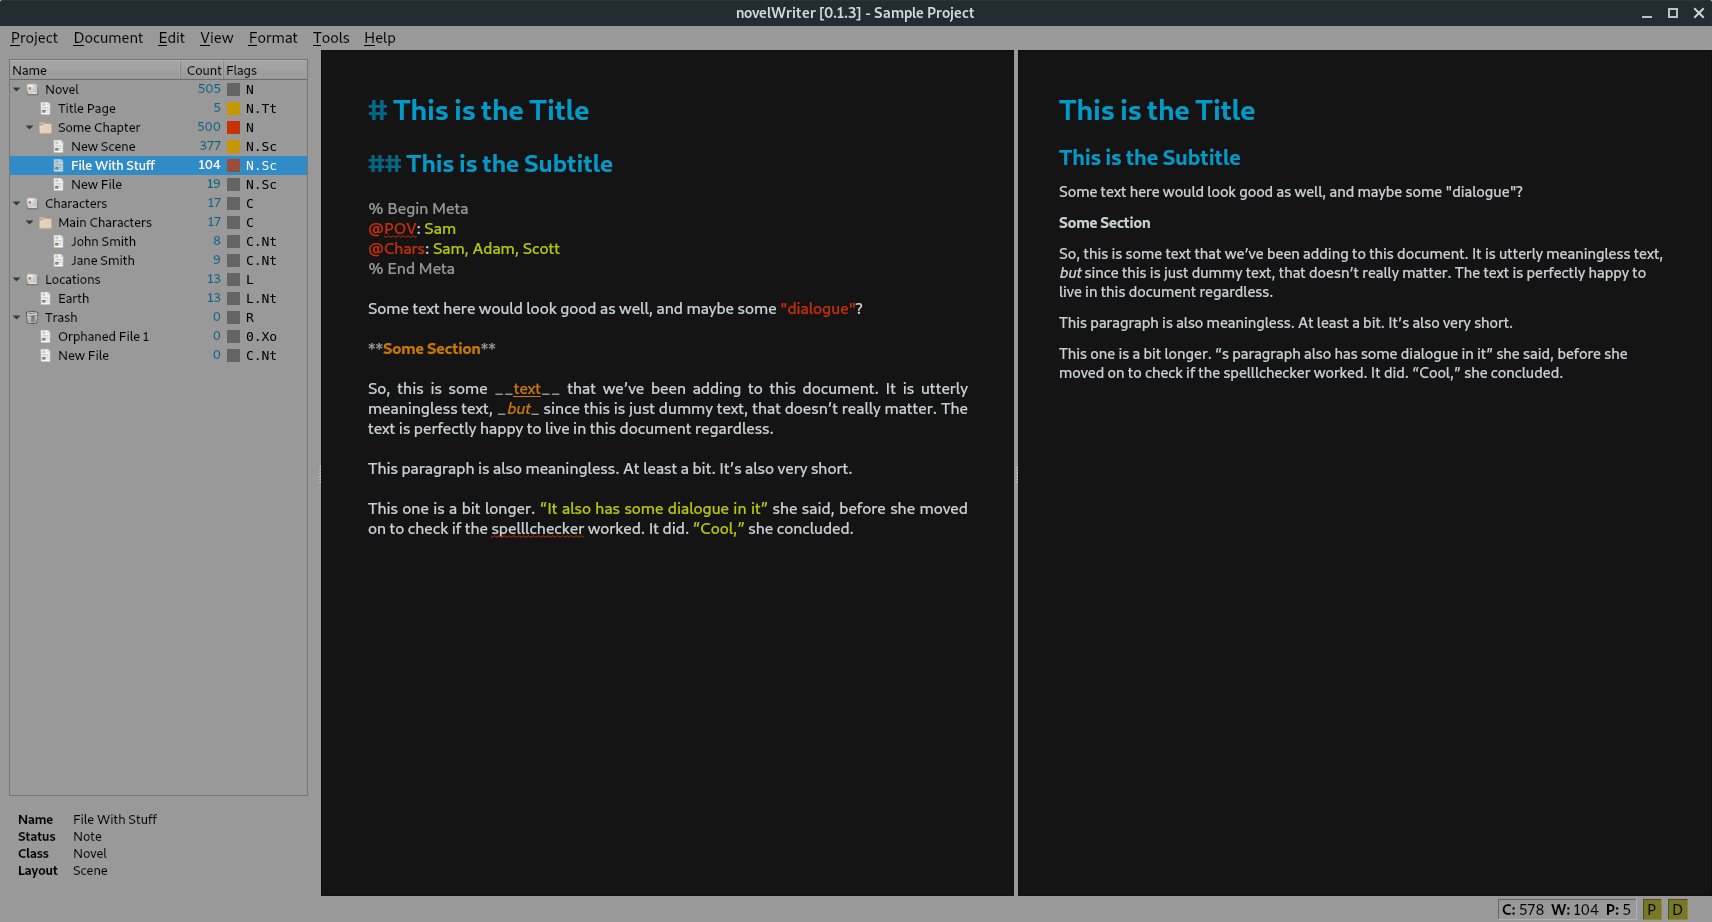 novelWriter [0.1.3] - Sample Project
Project Document Edit View Format Tools Help
Name Count Flags
Novel 505 N
Title Page 5 N.Tt
Some Chapter 500 N
New Scene 377 N.Sc
File With Stuff 104 N.Sc
New File 19 N.Sc
Characters 17 C
Main Characters 17 C
John Smith 8 C.Nt
Jane Smith 9 C.Nt
Locations 13 L
Earth 13 L.Nt
Trash 0 R
Orphaned File 1 0 0.Xo
New File 0 C.Nt
Name File With Stuff
Status Note
Class Novel
Layout Scene
# This is the Title
## This is the Subtitle
% Begin Meta
@POV: Sam
@Chars: Sam, Adam, Scott
% End Meta
Some text here would look good as well, and maybe some "dialogue"?
**Some Section**
So, this is some __text__ that we’ve been adding to this document. It is utterly
meaningless text, _but_ since this is just dummy text, that doesn’t really matter. The
text is perfectly happy to live in this document regardless.
This paragraph is also meaningless. At least a bit. It’s also very short.
This one is a bit longer. “It also has some dialogue in it” she said, before she moved
on to check if the spelllchecker worked. It did. “Cool,” she concluded.
This is the Title
This is the Subtitle
Some text here would look good as well, and maybe some "dialogue"?
Some Section
So, this is some text that we’ve been adding to this document. It is utterly meaningless text,
but since this is just dummy text, that doesn’t really matter. The text is perfectly happy to
live in this document regardless.
This paragraph is also meaningless. At least a bit. It’s also very short.
This one is a bit longer. “s paragraph also has some dialogue in it” she said, before she
moved on to check if the spelllchecker worked. It did. “Cool,” she concluded.
C: 578 W: 104 P: 5 P D